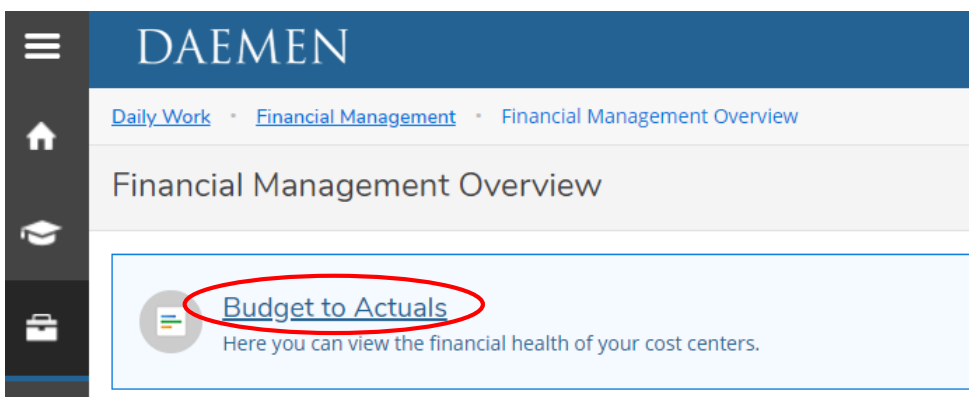 DAEMEN
Daily Work • Financial Management • Financial Management Overview
Financial Management Overview
Budget to Actuals
Here you can view the financial health of your cost centers.